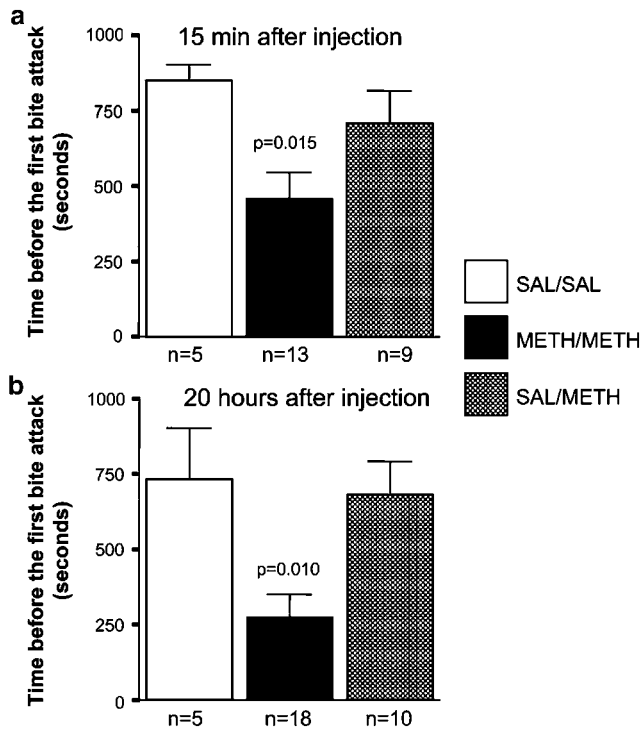 a
15 min after injection
Time before the first bite attack
(seconds)
1000
750
500
250
0
p=0.015
n=5 n=13 n=9
SAL/SAL
METH/METH
SAL/METH
b
20 hours after injection
Time before the first bite attack
(seconds)
1000
750
500
250
0
p=0.010
n=5 n=18 n=10